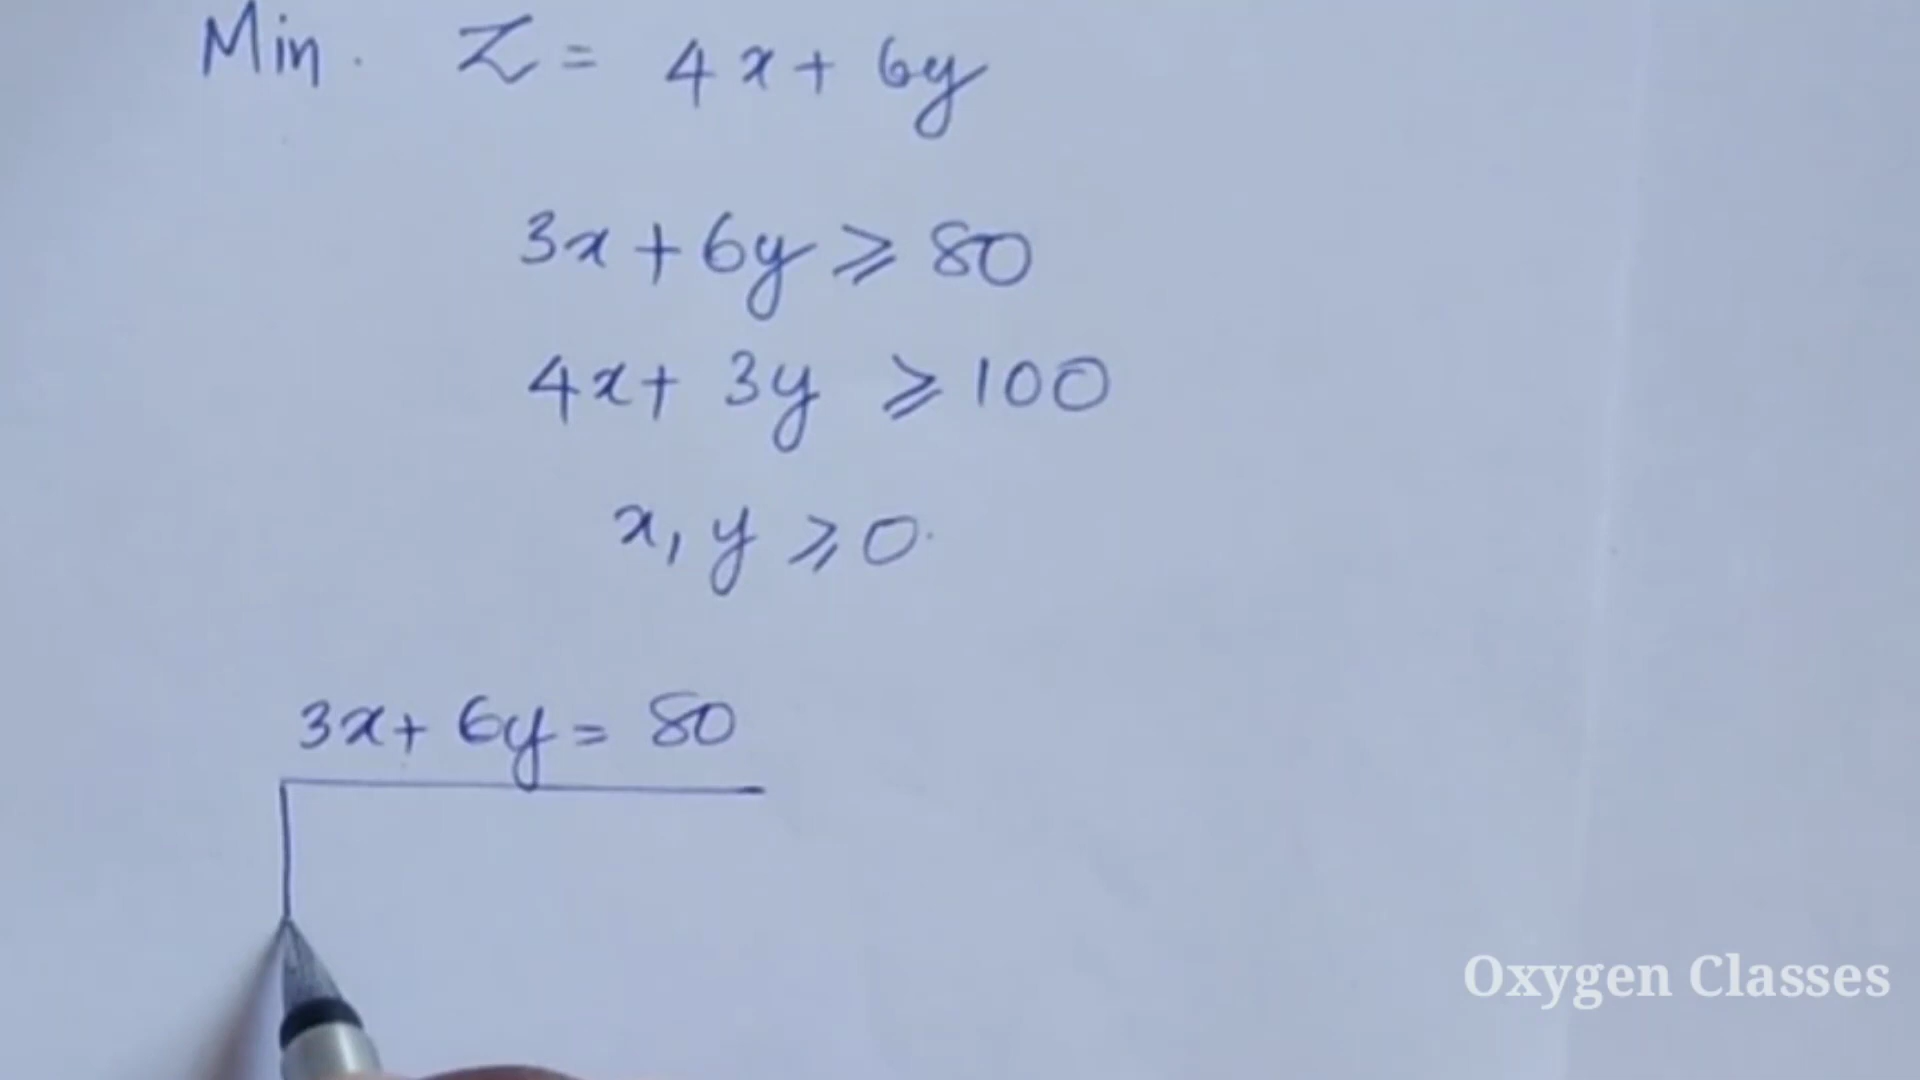 Min. Z = 4x + 6y
3x + 6y ⩾ 80
4x + 3y ⩾ 100
x, y ⩾ 0.
3x + 6y = 80
Oxygen Classes